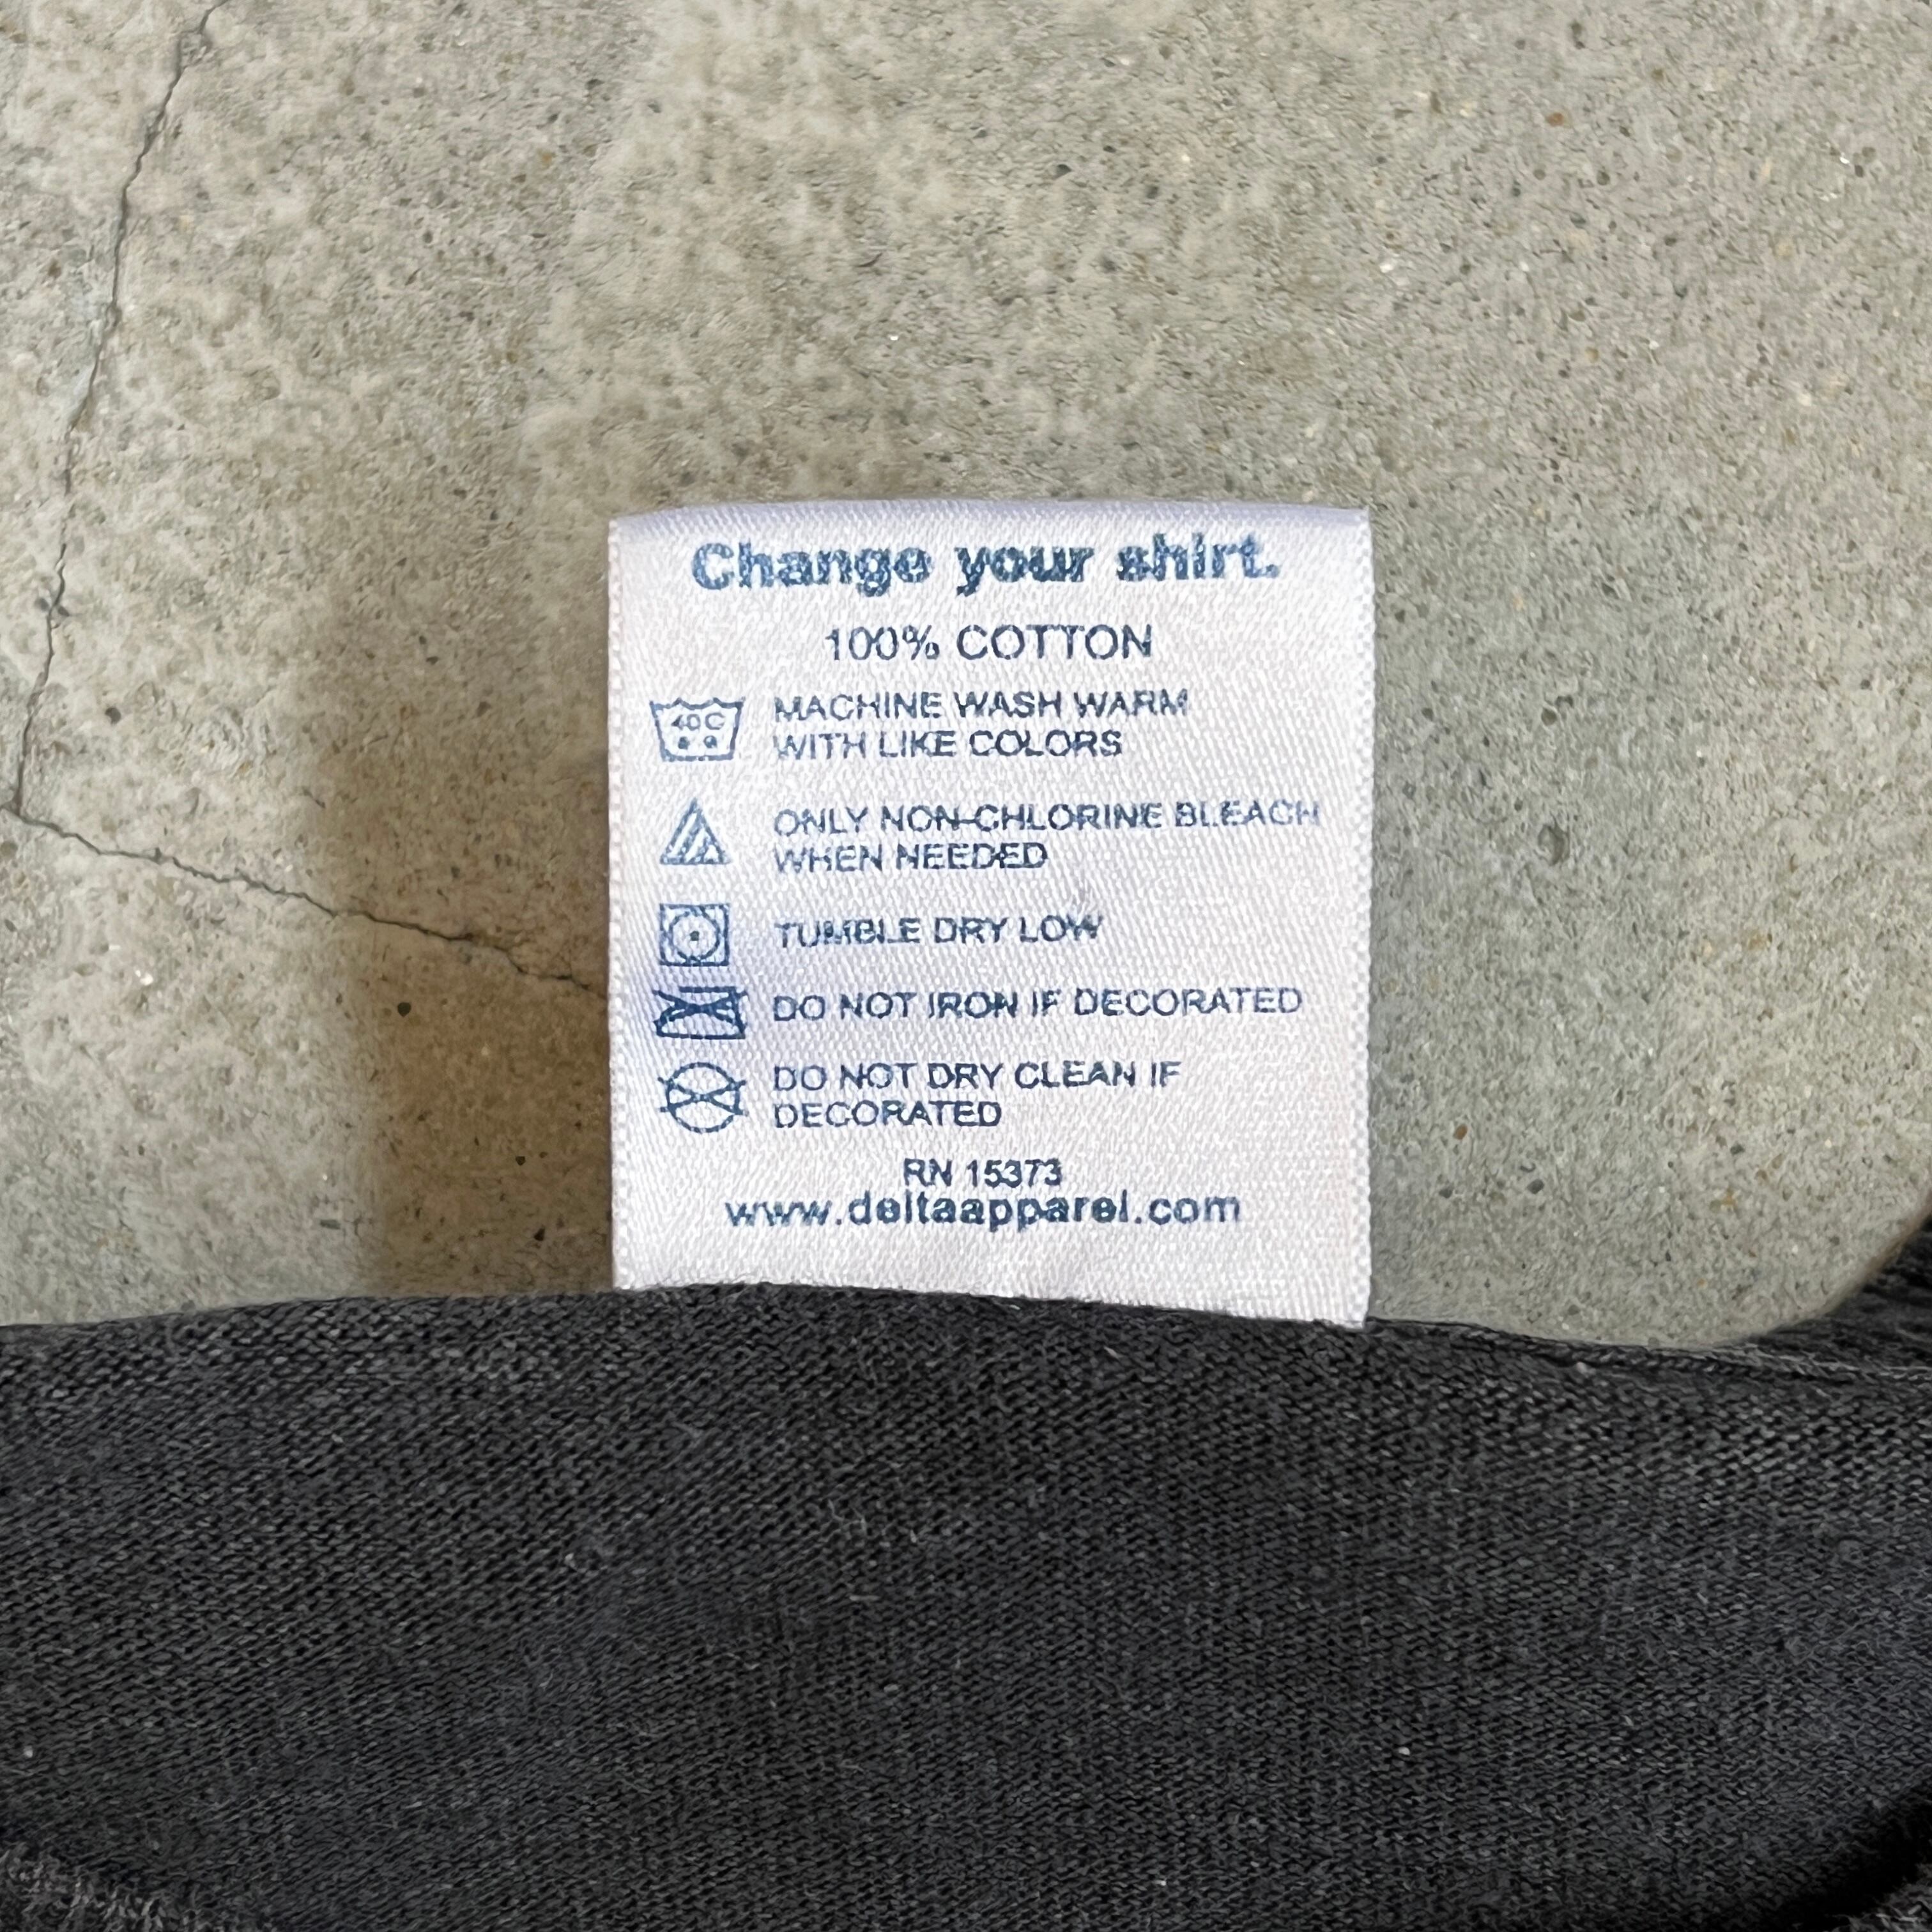 Change your shirt.
100% COTTON
40C
MACHINE WASH WARM
WITH LIKE COLORS
ONLY NON-CHLORINE BLEACH
WHEN NEEDED
TUMBLE DRY LOW
DO NOT IRON IF DECORATED
DO NOT DRY CLEAN IF
DECORATED
RN 15373
www.deltaapparel.com